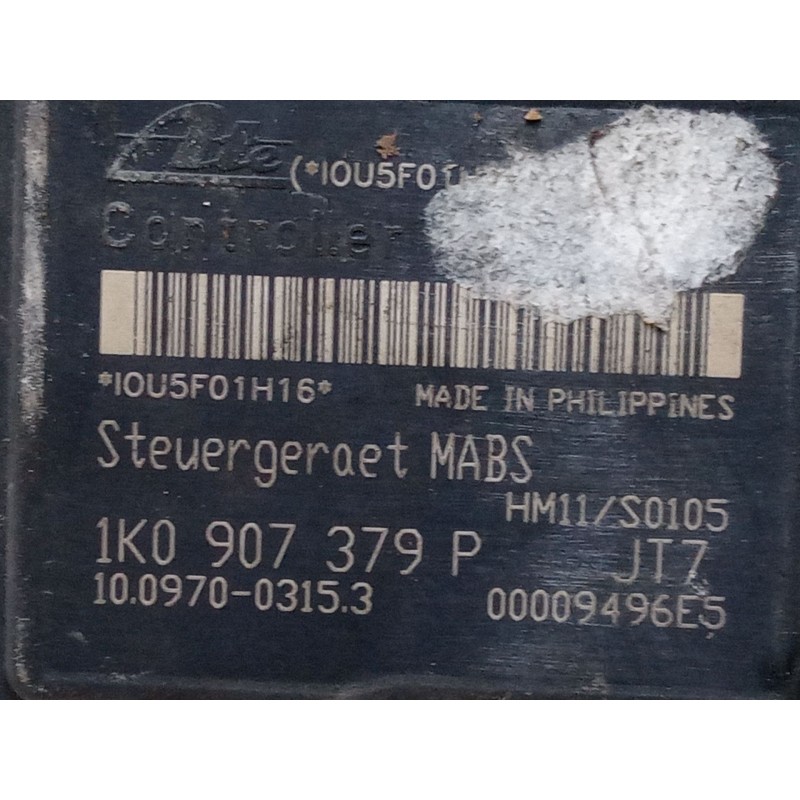 Ate
(*IOU5F01
Controller
*IOU5F01H16* MADE IN PHILIPPINES
Steuergeraet MABS
HM11/S0105
1K0 907 379 P JT7
10.0970-0315.3 00009496E5